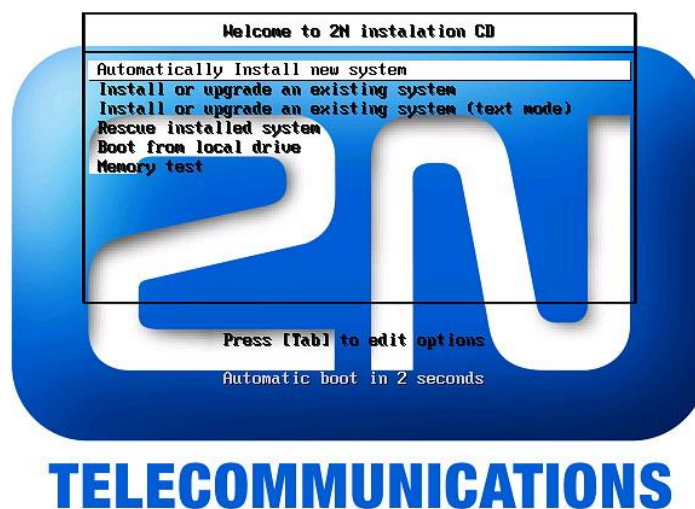 Welcome to 2N instalation CD
Automatically Install new system
Install or upgrade an existing system
Install or upgrade an existing system (text mode)
Rescue installed system
Boot from local drive
Memory test
2N
Press [Tab] to edit options
Automatic boot in 2 seconds
TELECOMMUNICATIONS